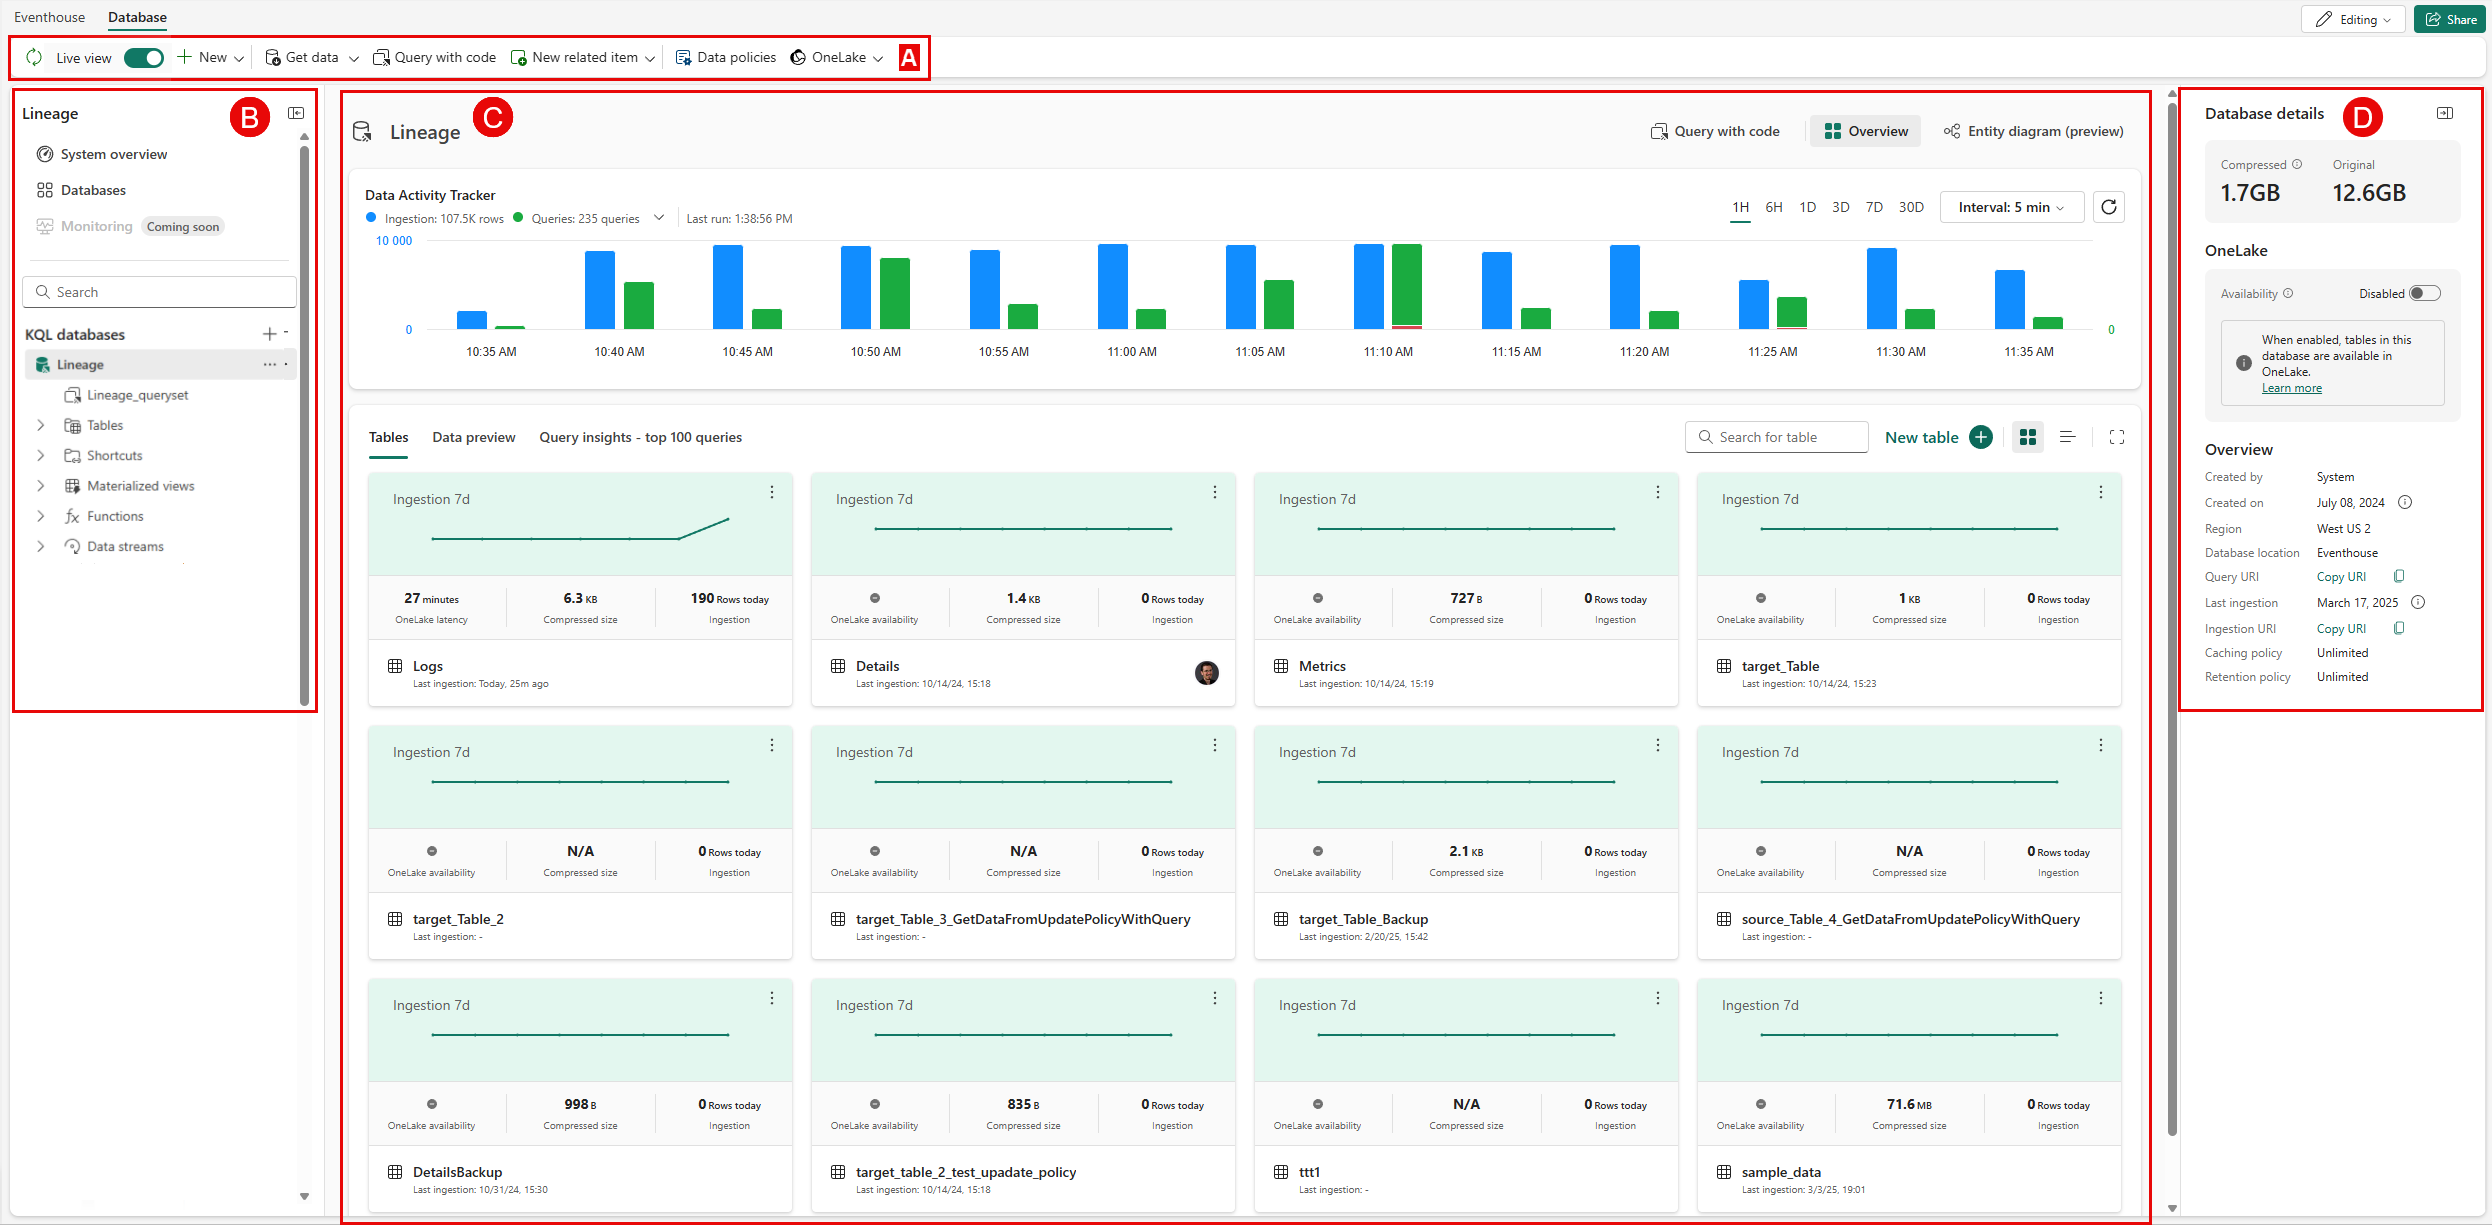 Eventhouse Database Editing Share
Live view New Get data Query with code New related item Data policies OneLake A
Lineage B
System overview
Databases
Monitoring Coming soon
Search
KQL databases
Lineage
Lineage_queryset
Tables
Shortcuts
Materialized views
Functions
Data streams
Lineage C Query with code Overview Entity diagram (preview)
Data Activity Tracker
Ingestion: 107.5K rows Queries: 235 queries Last run: 1:38:56 PM
1H 6H 1D 3D 7D 30D Interval: 5 min
10 000
0 0
10:35 AM 10:40 AM 10:45 AM 10:50 AM 10:55 AM 11:00 AM 11:05 AM 11:10 AM 11:15 AM 11:20 AM 11:25 AM 11:30 AM 11:35 AM
Tables Data preview Query insights - top 100 queries Search for table New table
Ingestion 7d Ingestion 7d Ingestion 7d Ingestion 7d
27 minutes 6.3 KB 190 Rows today 1.4 KB 0 Rows today 727 B 0 Rows today 1 KB 0 Rows today
OneLake latency Compressed size Ingestion OneLake availability Compressed size Ingestion OneLake availability Compressed size Ingestion OneLake availability Compressed size Ingestion
Logs Details Metrics target_Table
Last ingestion: Today, 25m ago Last ingestion: 10/14/24, 15:18 Last ingestion: 10/14/24, 15:19 Last ingestion: 10/14/24, 15:23
Ingestion 7d Ingestion 7d Ingestion 7d Ingestion 7d
N/A 0 Rows today N/A 0 Rows today 2.1 KB 0 Rows today N/A 0 Rows today
OneLake availability Compressed size Ingestion OneLake availability Compressed size Ingestion OneLake availability Compressed size Ingestion OneLake availability Compressed size Ingestion
target_Table_2 target_Table_3_GetDataFromUpdatePolicyWithQuery target_Table_Backup source_Table_4_GetDataFromUpdatePolicyWithQuery
Last ingestion: - Last ingestion: - Last ingestion: 2/20/25, 15:42 Last ingestion: -
Ingestion 7d Ingestion 7d Ingestion 7d Ingestion 7d
998 B 0 Rows today 835 B 0 Rows today N/A 0 Rows today 71.6 MB 0 Rows today
OneLake availability Compressed size Ingestion OneLake availability Compressed size Ingestion OneLake availability Compressed size Ingestion OneLake availability Compressed size Ingestion
DetailsBackup target_table_2_test_upadate_policy ttt1 sample_data
Last ingestion: 10/31/24, 15:30 Last ingestion: 10/14/24, 15:18 Last ingestion: - Last ingestion: 3/3/25, 19:01
Database details D
Compressed Original
1.7GB 12.6GB
OneLake
Availability Disabled
When enabled, tables in this
database are available in
OneLake.
Learn more
Overview
Created by System
Created on July 08, 2024
Region West US 2
Database location Eventhouse
Query URI Copy URI
Last ingestion March 17, 2025
Ingestion URI Copy URI
Caching policy Unlimited
Retention policy Unlimited